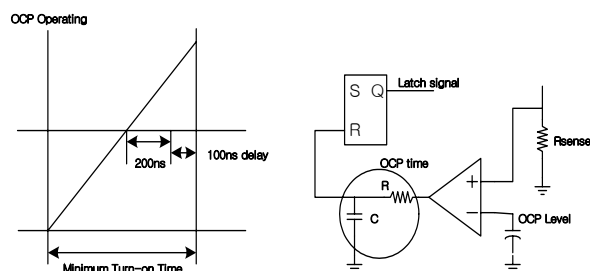 OCP Operating
200ns
100ns delay
Minimum Turn-on Time
S Q
Latch signal
R
OCP time
R
C
+
−
Rsense
OCP Level